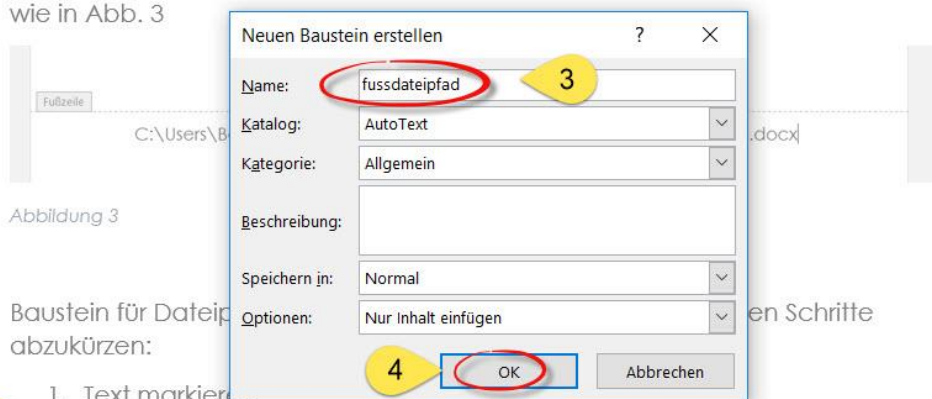 wie in Abb. 3
Neuen Baustein erstellen ? X
Name: fussdateipfad 3
Fußzeile
Katalog: AutoText
C:\Users\B .docx
Kategorie: Allgemein
Abbildung 3
Beschreibung:
Speichern in: Normal
Baustein für Dateip en Schritte
Optionen: Nur Inhalt einfügen
abzukürzen:
4 OK Abbrechen
1. Text markier